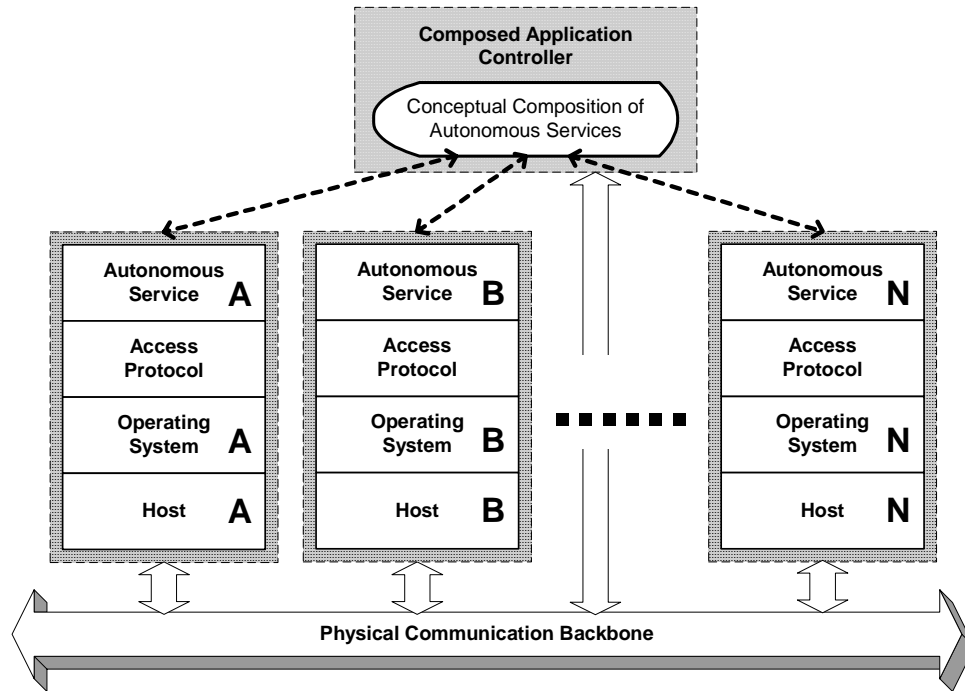 Composed Application
Controller
Conceptual Composition of
Autonomous Services
Autonomous
Service A
Access
Protocol
Operating
System A
Host A
Autonomous
Service B
Access
Protocol
Operating
System B
Host B
Autonomous
Service N
Access
Protocol
Operating
System N
Host N
Physical Communication Backbone